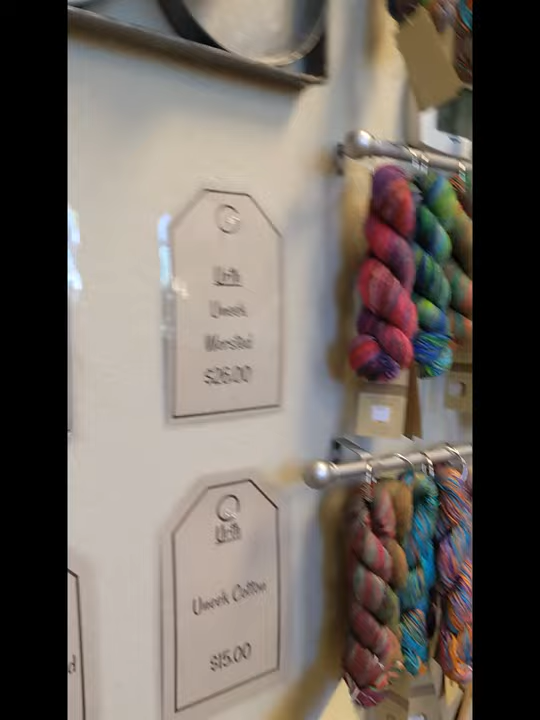 Urth
Uneek
Worsted
$26.00
Urth
Uneek Cotton
$15.00
d